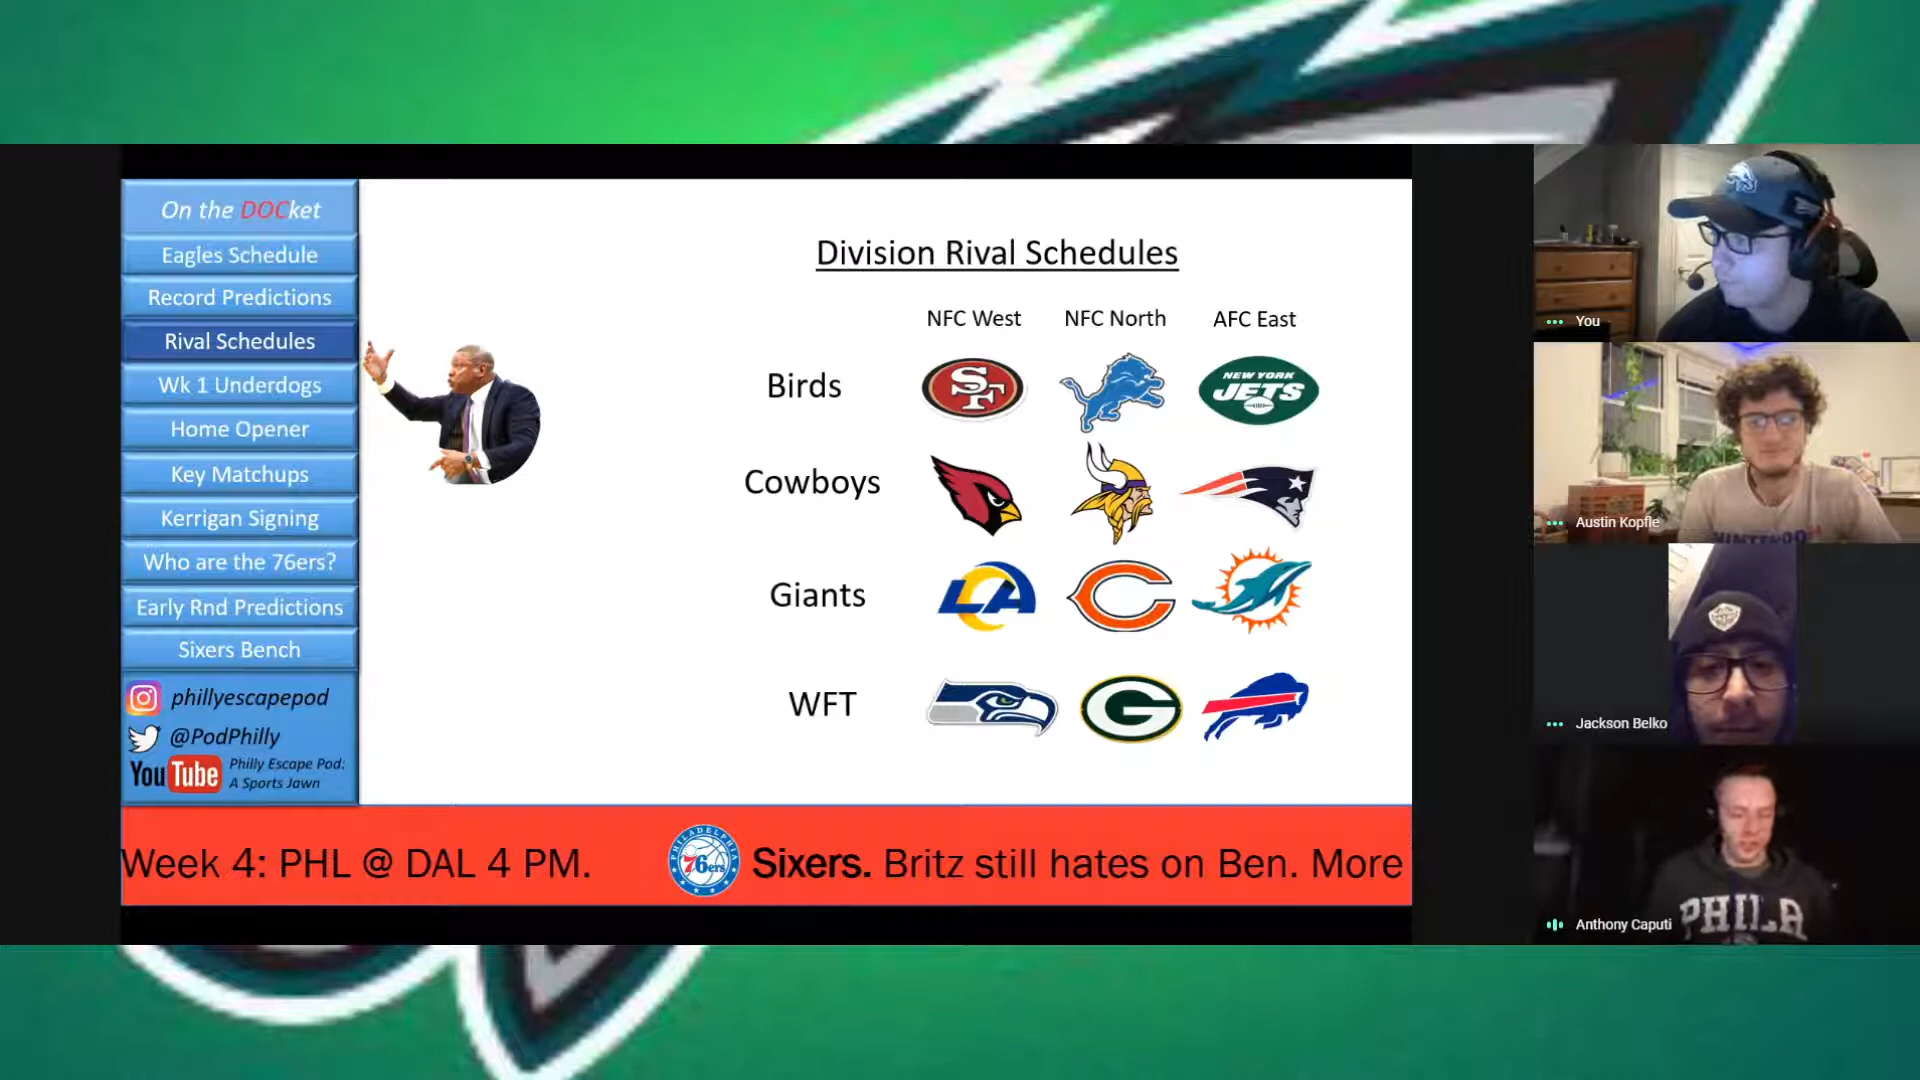 On the DOCket
Eagles Schedule
Record Predictions
Rival Schedules
Wk 1 Underdogs
Home Opener
Key Matchups
Kerrigan Signing
Who are the 76ers?
Early Rnd Predictions
Sixers Bench
phillyescapepod
@PodPhilly
YouTube
Philly Escape Pod:
A Sports Jawn
Division Rival Schedules
NFC West NFC North AFC East
Birds
SF
NEW YORK
JETS
Cowboys
Giants
LA
C
WFT
G
Week 4: PHL @ DAL 4 PM.
PHILADELPHIA
76ers
Sixers. Britz still hates on Ben. More
You
Austin Kopfle
Jackson Belko
Anthony Caputi
PHILA